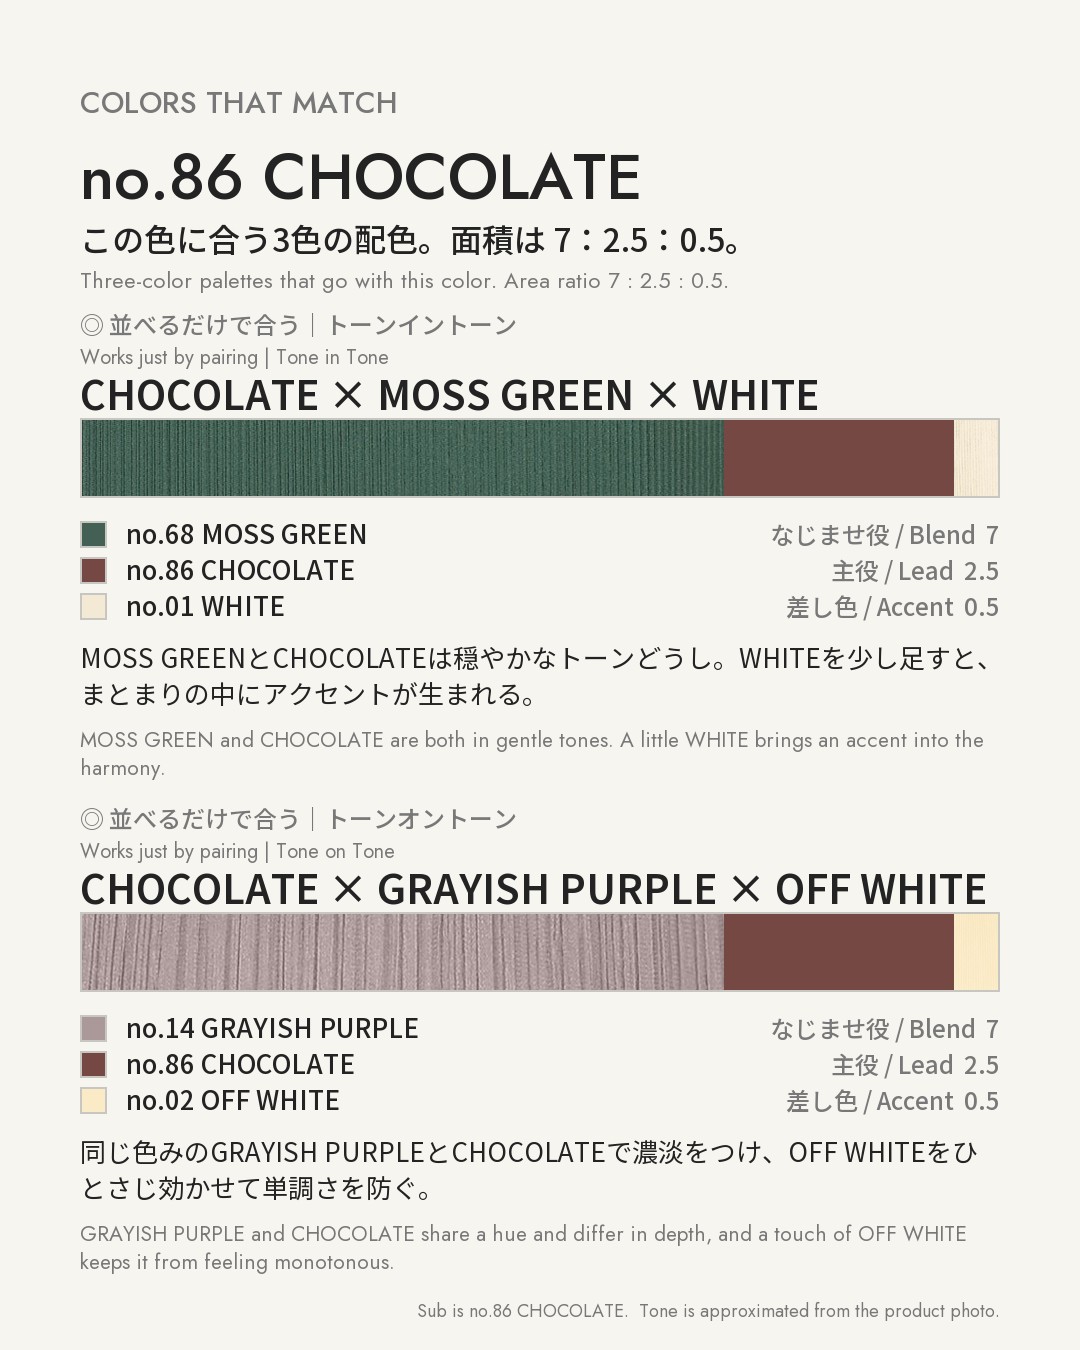 COLORS THAT MATCH
no.86 CHOCOLATE
この色に合う3色の配色。面積は 7：2.5：0.5。
Three-color palettes that go with this color. Area ratio 7 : 2.5 : 0.5.
◎ 並べるだけで合う｜トーンイントーン
Works just by pairing | Tone in Tone
CHOCOLATE × MOSS GREEN × WHITE
no.68 MOSS GREEN なじませ役 / Blend 7
no.86 CHOCOLATE 主役 / Lead 2.5
no.01 WHITE 差し色 / Accent 0.5
MOSS GREENとCHOCOLATEは穏やかなトーンどうし。WHITEを少し足すと、
まとまりの中にアクセントが生まれる。
MOSS GREEN and CHOCOLATE are both in gentle tones. A little WHITE brings an accent into the
harmony.
◎ 並べるだけで合う｜トーンオントーン
Works just by pairing | Tone on Tone
CHOCOLATE × GRAYISH PURPLE × OFF WHITE
no.14 GRAYISH PURPLE なじませ役 / Blend 7
no.86 CHOCOLATE 主役 / Lead 2.5
no.02 OFF WHITE 差し色 / Accent 0.5
同じ色みのGRAYISH PURPLEとCHOCOLATEで濃淡をつけ、OFF WHITEをひ
とさじ効かせて単調さを防ぐ。
GRAYISH PURPLE and CHOCOLATE share a hue and differ in depth, and a touch of OFF WHITE
keeps it from feeling monotonous.
Sub is no.86 CHOCOLATE.  Tone is approximated from the product photo.